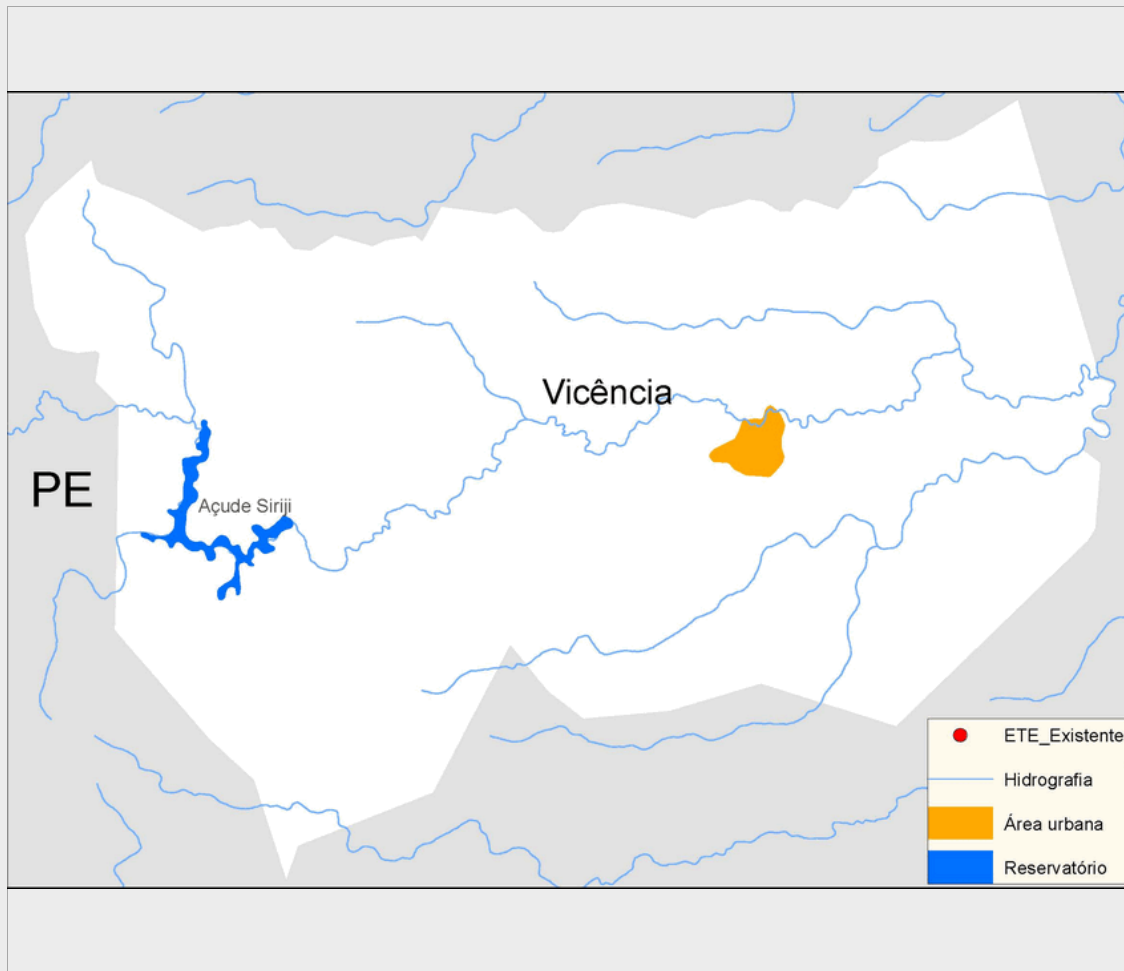 Vicência
PE
Açude Siriji
ETE_Existente
Hidrografia
Área urbana
Reservatório